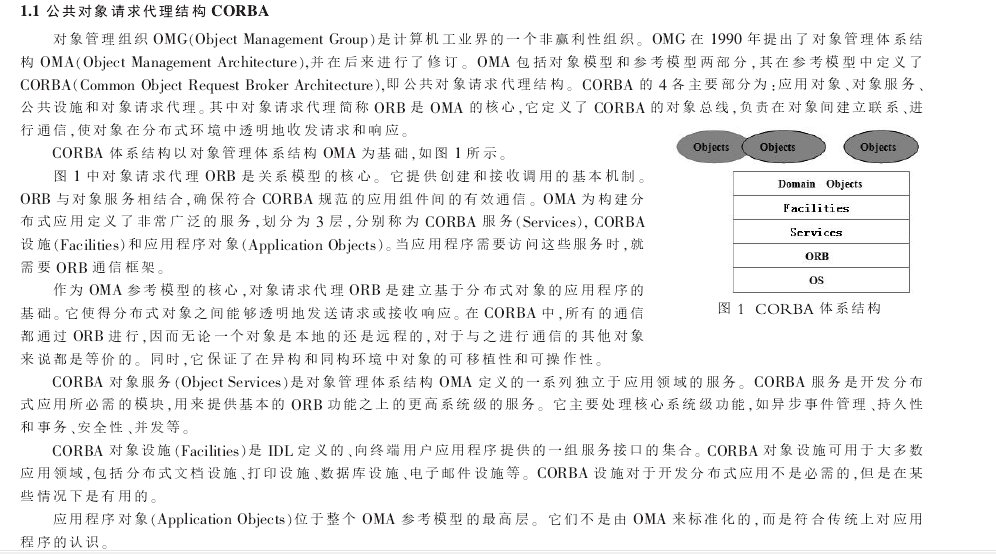 1.1 公共对象请求代理结构 CORBA
对象管理组织 OMG(Object Management Group)是计算机工业界的一个非赢利性组织。OMG 在 1990 年提出了对象管理体系结
构 OMA(Object Management Architecture),并在后来进行了修订。OMA 包括对象模型和参考模型两部分,其在参考模型中定义了
CORBA(Common Object Request Broker Architecture),即公共对象请求代理结构。CORBA 的 4 各主要部分为:应用对象、对象服务、
公共设施和对象请求代理。其中对象请求代理简称 ORB 是 OMA 的核心,它定义了 CORBA 的对象总线,负责在对象间建立联系、进
行通信,使对象在分布式环境中透明地收发请求和响应。
CORBA 体系结构以对象管理体系结构 OMA 为基础,如图 1 所示。
图 1 中对象请求代理 ORB 是关系模型的核心。它提供创建和接收调用的基本机制。
ORB 与对象服务相结合,确保符合 CORBA 规范的应用组件间的有效通信。OMA 为构建分
布式应用定义了非常广泛的服务,划分为 3 层,分别称为 CORBA 服务(Services), CORBA
设施(Facilities)和应用程序对象(Application Objects)。当应用程序需要访问这些服务时,就
需要 ORB 通信框架。
作为 OMA 参考模型的核心,对象请求代理 ORB 是建立基于分布式对象的应用程序的
基础。它使得分布式对象之间能够透明地发送请求或接收响应。在 CORBA 中,所有的通信
都通过 ORB 进行,因而无论一个对象是本地的还是远程的,对于与之进行通信的其他对象
来说都是等价的。同时,它保证了在异构和同构环境中对象的可移植性和可操作性。
Objects Objects Objects
Domain Objects
Facilities
Services
ORB
OS
图 1 CORBA 体系结构
CORBA 对象服务(Object Services)是对象管理体系结构 OMA 定义的一系列独立于应用领域的服务。CORBA 服务是开发分布
式应用所必需的模块,用来提供基本的 ORB 功能之上的更高系统级的服务。它主要处理核心系统级功能,如异步事件管理、持久性
和事务、安全性、并发等。
CORBA 对象设施(Facilities)是 IDL 定义的、向终端用户应用程序提供的一组服务接口的集合。CORBA 对象设施可用于大多数
应用领域,包括分布式文档设施、打印设施、数据库设施、电子邮件设施等。CORBA 设施对于开发分布式应用不是必需的,但是在某
些情况下是有用的。
应用程序对象(Application Objects)位于整个 OMA 参考模型的最高层。它们不是由 OMA 来标准化的,而是符合传统上对应用
程序的认识。